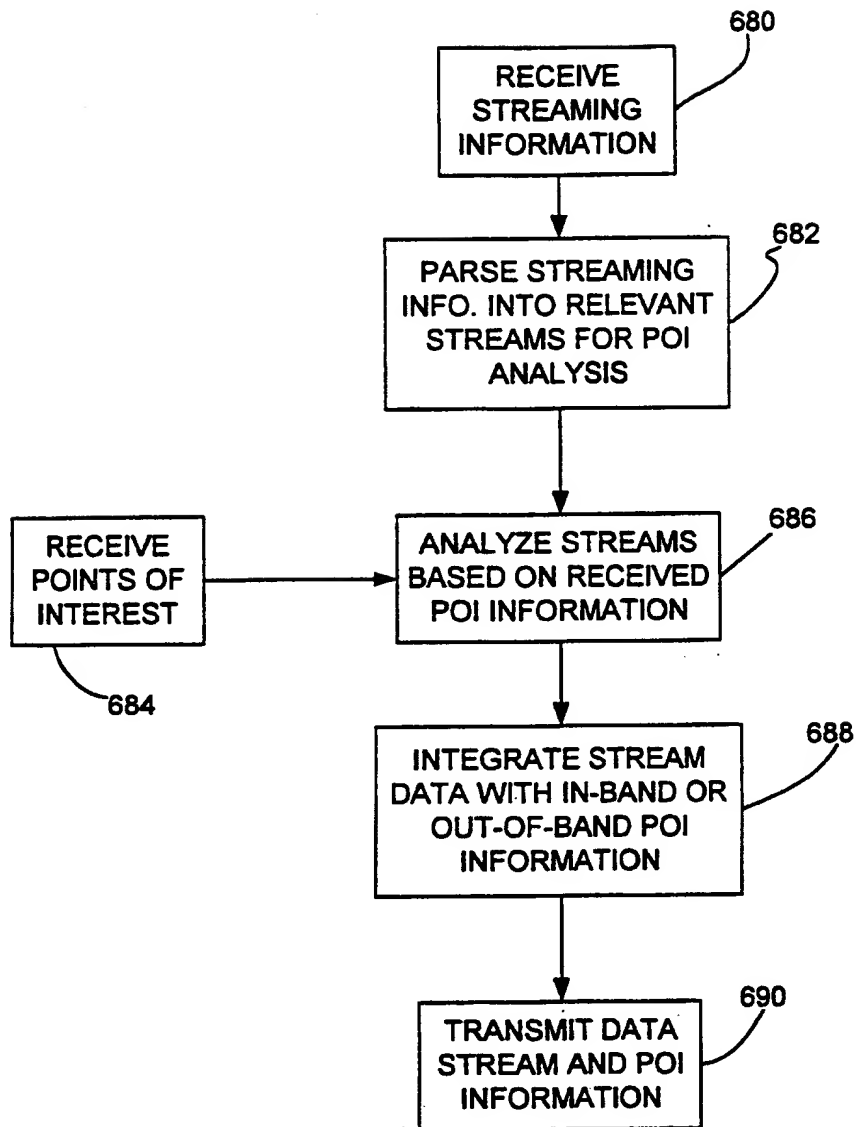 680
RECEIVE
STREAMING
INFORMATION
682
PARSE STREAMING
INFO. INTO RELEVANT
STREAMS FOR POI
ANALYSIS
686
RECEIVE
POINTS OF
INTEREST
684
ANALYZE STREAMS
BASED ON RECEIVED
POI INFORMATION
688
INTEGRATE STREAM
DATA WITH IN-BAND OR
OUT-OF-BAND POI
INFORMATION
690
TRANSMIT DATA
STREAM AND POI
INFORMATION